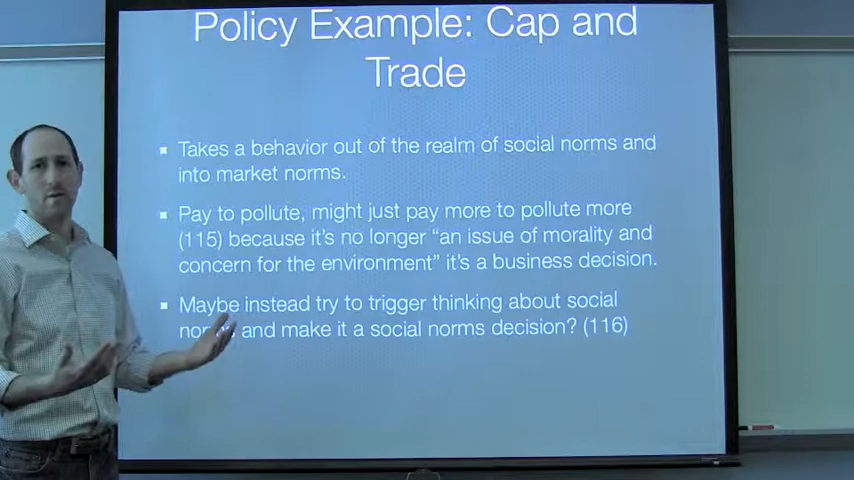 Policy Example: Cap and
Trade
Takes a behavior out of the realm of social norms and
into market norms.
Pay to pollute, might just pay more to pollute more
(115) because it's no longer "an issue of morality and
concern for the environment" it's a business decision.
Maybe instead try to trigger thinking about social
norms and make it a social norms decision? (116)